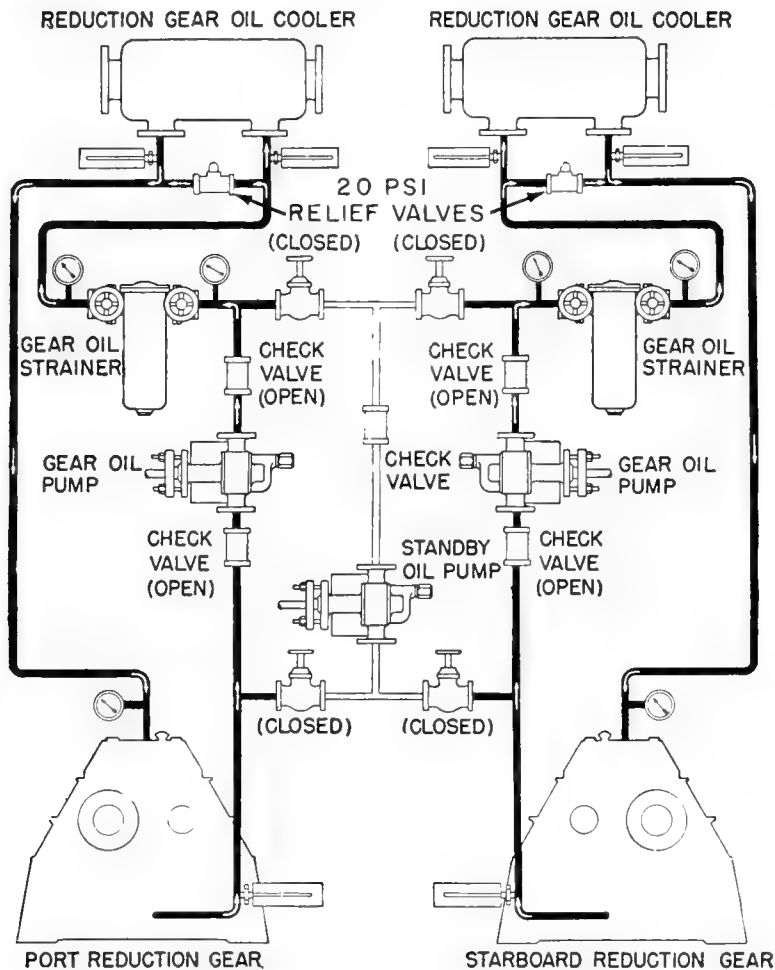 REDUCTION GEAR OIL COOLER
REDUCTION GEAR OIL COOLER
20 PSI
RELIEF VALVES
(CLOSED)
(CLOSED)
GEAR OIL
STRAINER
CHECK
VALVE
(OPEN)
CHECK
VALVE
(OPEN)
GEAR OIL
STRAINER
GEAR OIL
PUMP
CHECK
VALVE
GEAR OIL
PUMP
CHECK
VALVE
(OPEN)
STANDBY
OIL PUMP
CHECK
VALVE
(OPEN)
(CLOSED)
(CLOSED)
PORT REDUCTION GEAR
STARBOARD REDUCTION GEAR